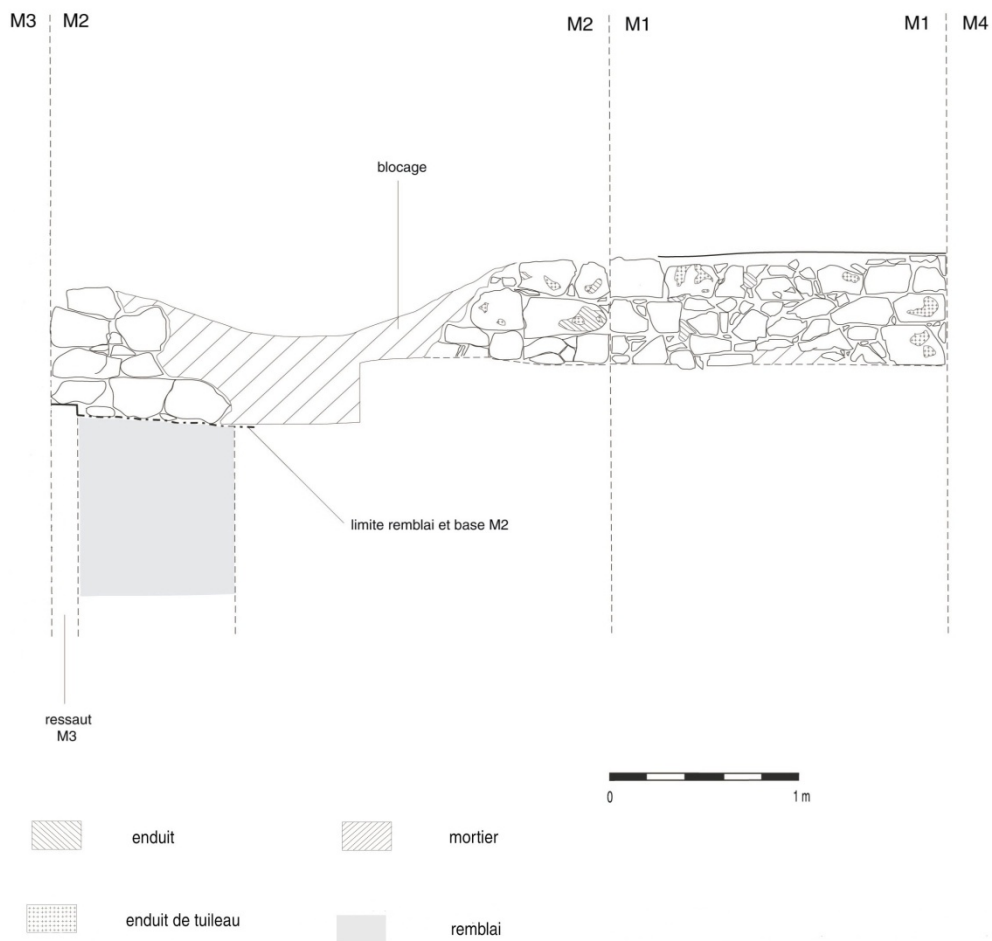 M3 M2 M2 M1 M1 M4
blocage
limite remblai et base M2
ressaut
M3
0 1 m
enduit mortier
enduit de tuileau remblai